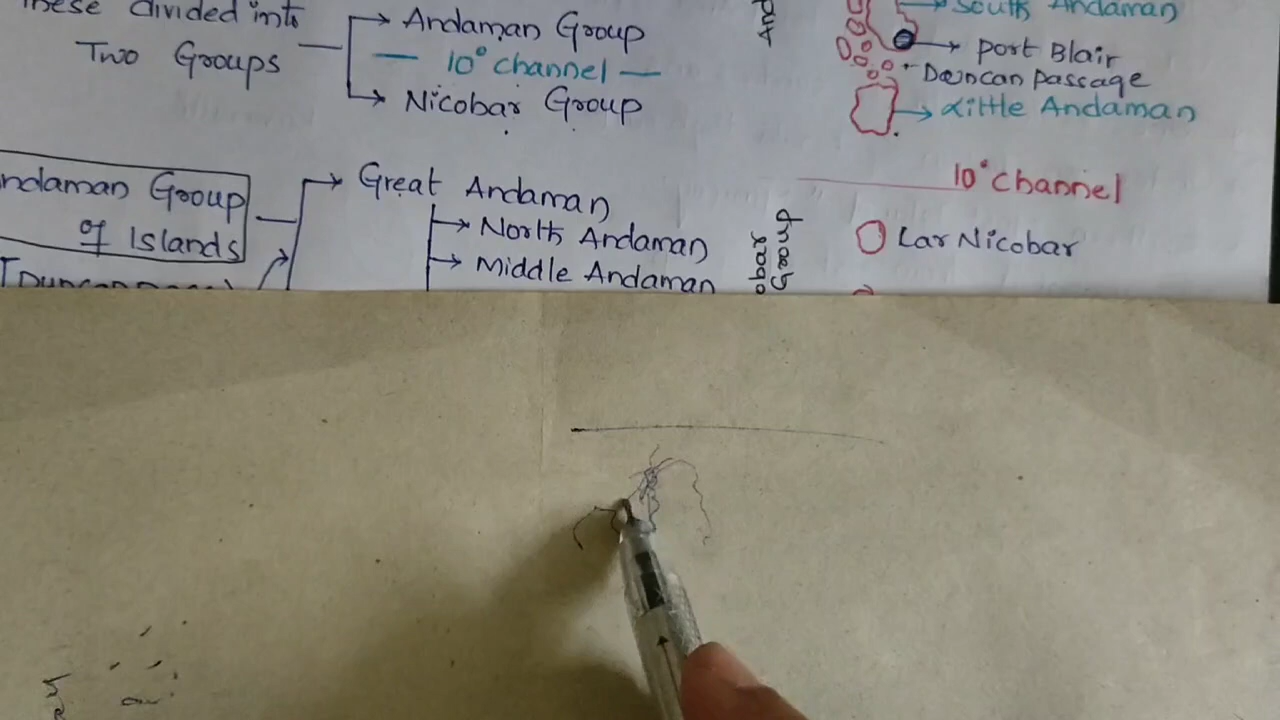 These divided into
Two Groups
Andaman Group
10° channel
Nicobar Group
Andaman Group
of Islands
Great Andaman
North Andaman
Middle Andaman
South Andaman
port Blair
Duncan passage
Little Andaman
10° channel
Car Nicobar
Group